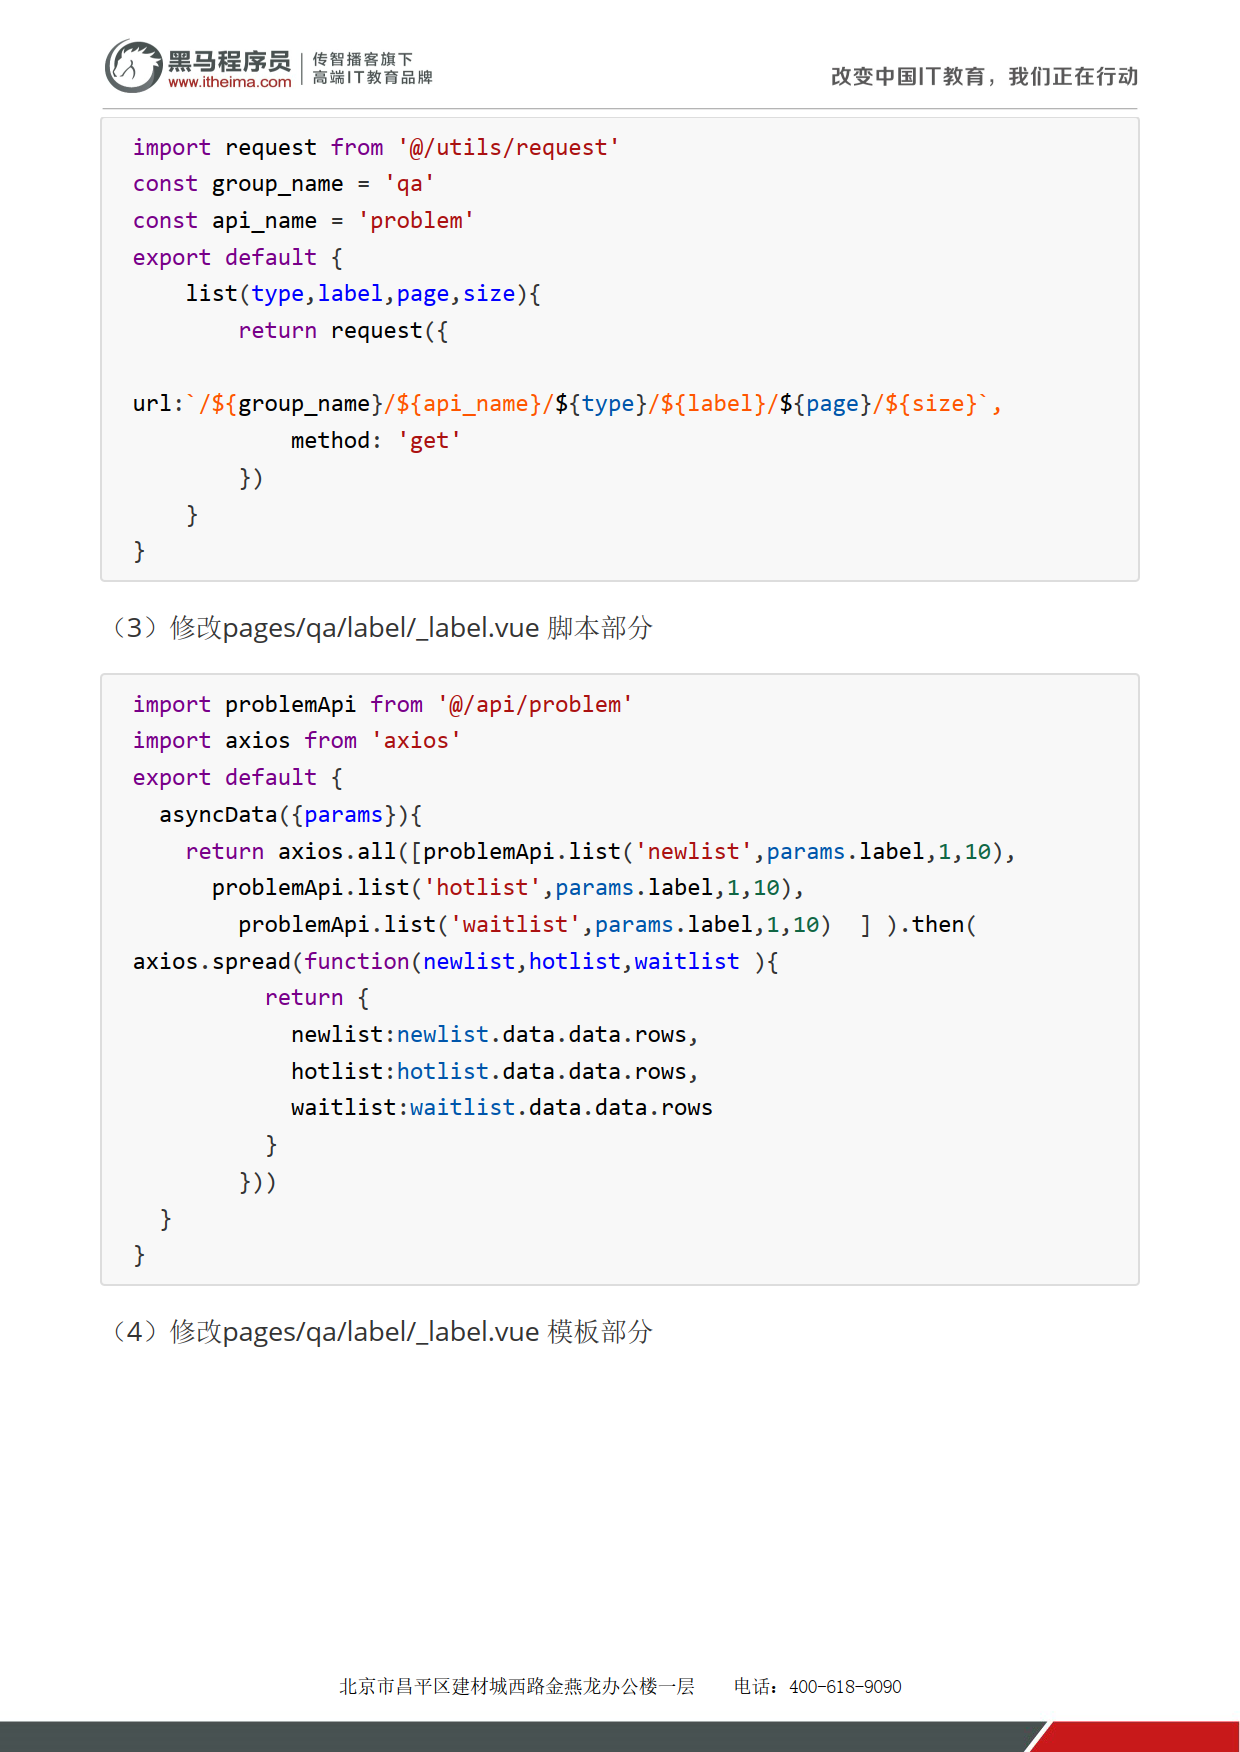 黑马程序员
www.itheima.com
传智播客旗下
高端IT教育品牌
改变中国IT教育，我们正在行动
import request from '@/utils/request'
const group_name = 'qa'
const api_name = 'problem'
export default {
    list(type,label,page,size){
        return request({
url:`/${group_name}/${api_name}/${type}/${label}/${page}/${size}`,
            method: 'get'
        })
    }
}
（3）修改pages/qa/label/_label.vue 脚本部分
import problemApi from '@/api/problem'
import axios from 'axios'
export default {
  asyncData({params}){
    return axios.all([problemApi.list('newlist',params.label,1,10),
      problemApi.list('hotlist',params.label,1,10),
        problemApi.list('waitlist',params.label,1,10)  ] ).then(
axios.spread(function(newlist,hotlist,waitlist ){
          return {
            newlist:newlist.data.data.rows,
            hotlist:hotlist.data.data.rows,
            waitlist:waitlist.data.data.rows
          }
        }))
  }
}
（4）修改pages/qa/label/_label.vue 模板部分
北京市昌平区建材城西路金燕龙办公楼一层    电话：400-618-9090